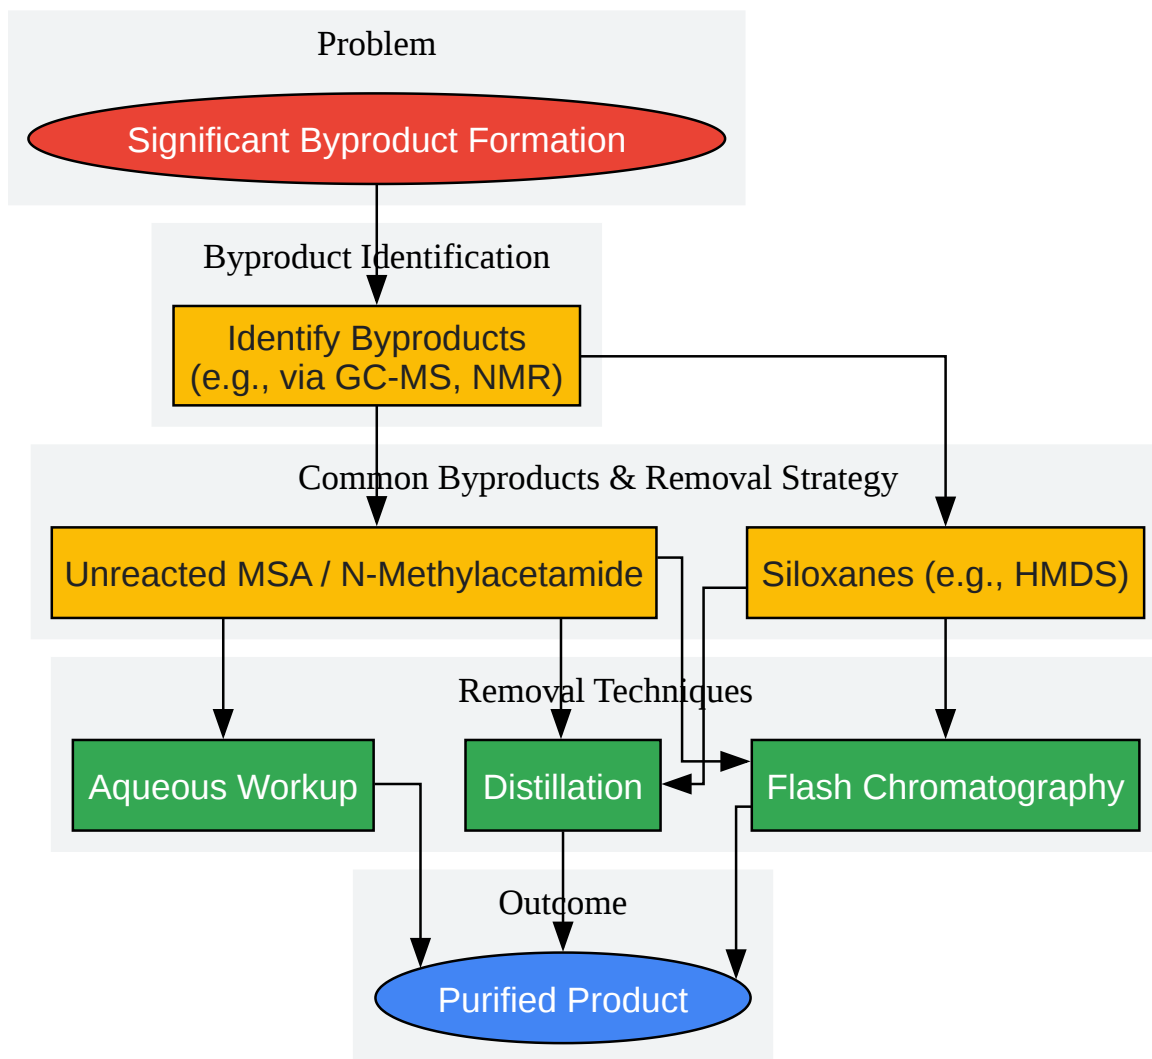 Problem
Significant Byproduct Formation
Byproduct Identification
Identify Byproducts
(e.g., via GC-MS, NMR)
Common Byproducts & Removal Strategy
Unreacted MSA / N-Methylacetamide
Siloxanes (e.g., HMDS)
Removal Techniques
Aqueous Workup
Distillation
Flash Chromatography
Outcome
Purified Product